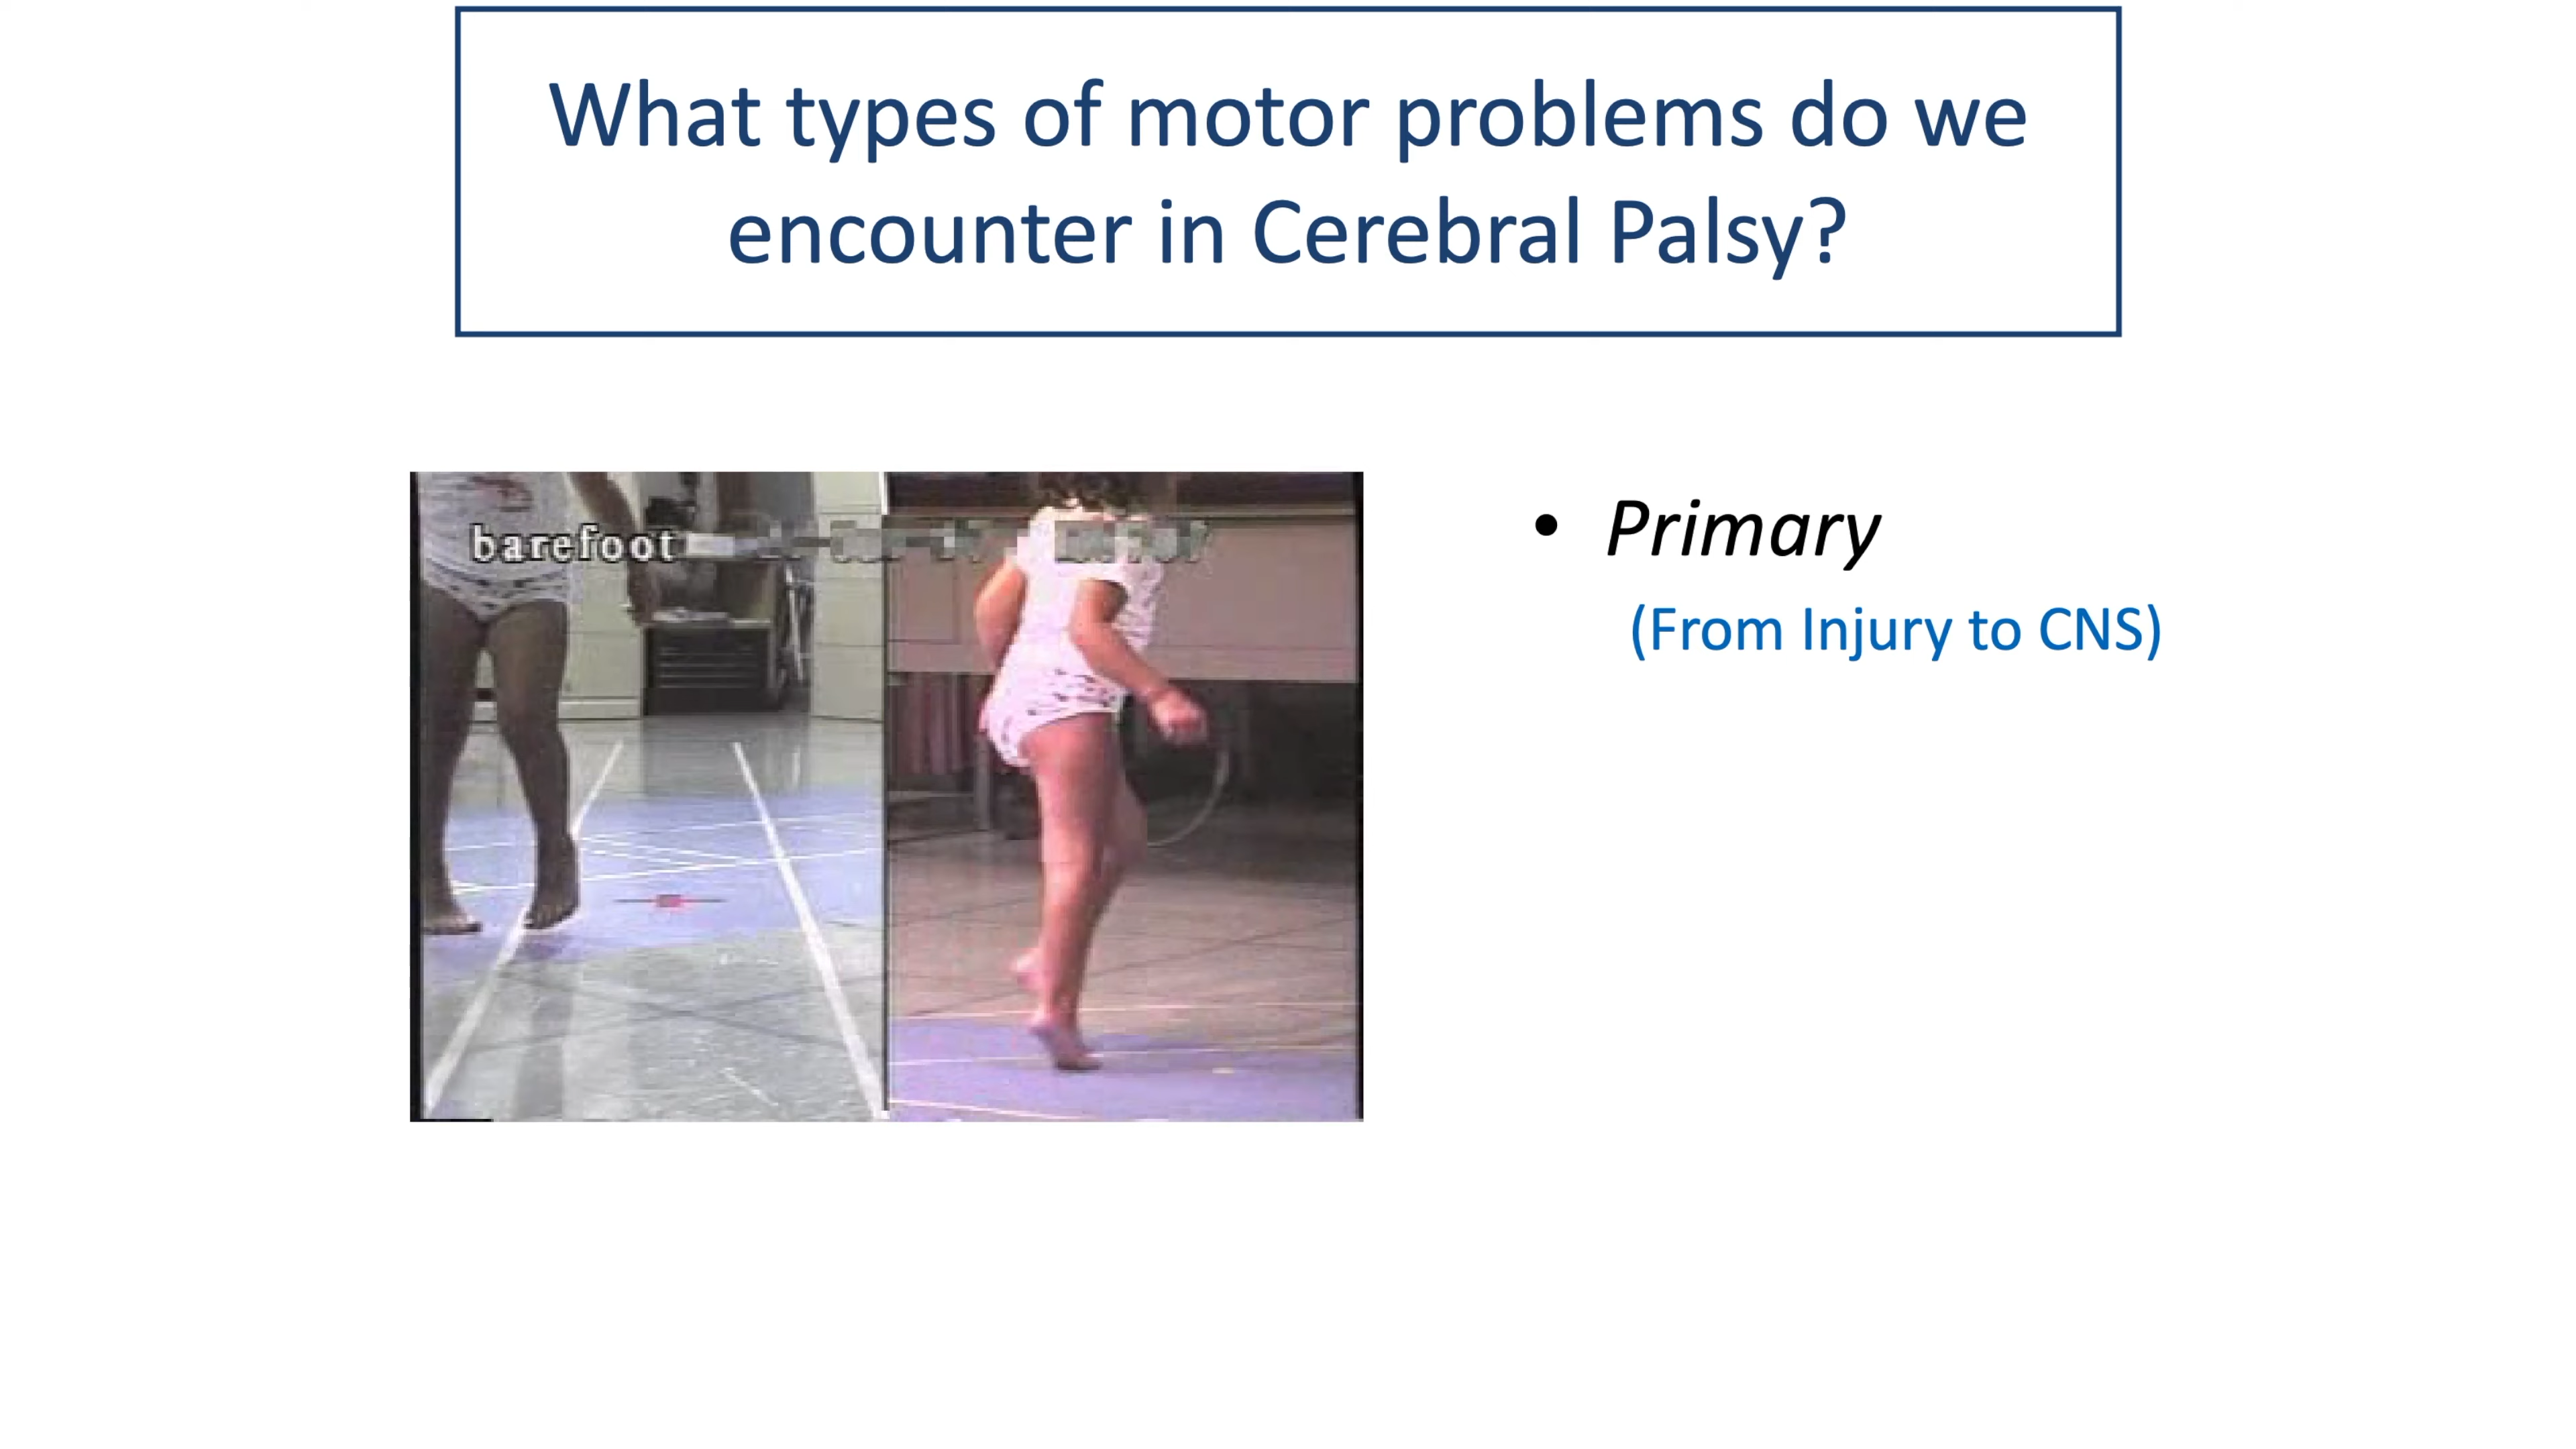 What types of motor problems do we
encounter in Cerebral Palsy?
barefoot
• Primary
(From Injury to CNS)